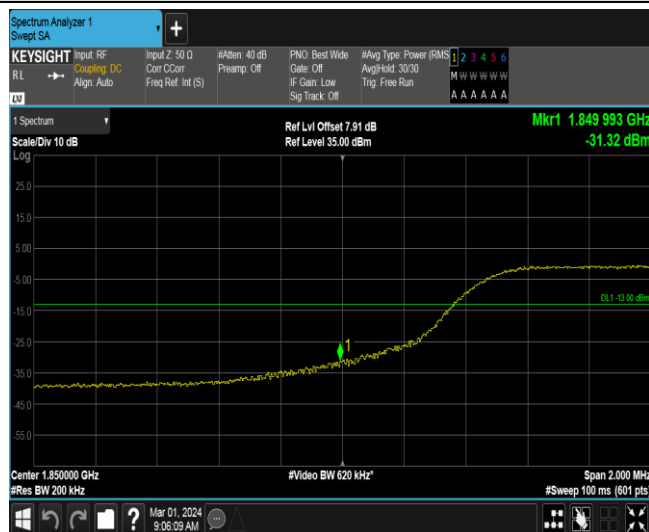 Spectrum Analyzer 1
Swept SA
+
KEYSIGHT
RL
LXI
Input: RF
Coupling: DC
Align: Auto
Input Z: 50 Ω
Corr CCorr
Freq Ref: Int (S)
#Atten: 40 dB
Preamp: Off
PNO: Best Wide
Gate: Off
IF Gain: Low
Sig Track: Off
#Avg Type: Power (RMS
Avg|Hold: 30/30
Trig: Free Run
1 2 3 4 5 6
M W W W W W
A A A A A A
1 Spectrum
Scale/Div 10 dB
Log
Ref Lvl Offset 7.91 dB
Ref Level 35.00 dBm
Mkr1 1.849 993 GHz
-31.32 dBm
25.0
15.0
5.00
-5.00
DL1 -13.00 dBm
-15.0
-25.0
1
-35.0
-45.0
-55.0
Center 1.850000 GHz
#Res BW 200 kHz
#Video BW 620 kHz*
Span 2.000 MHz
#Sweep 100 ms (601 pts)
?
Mar 01, 2024
9:06:09 AM